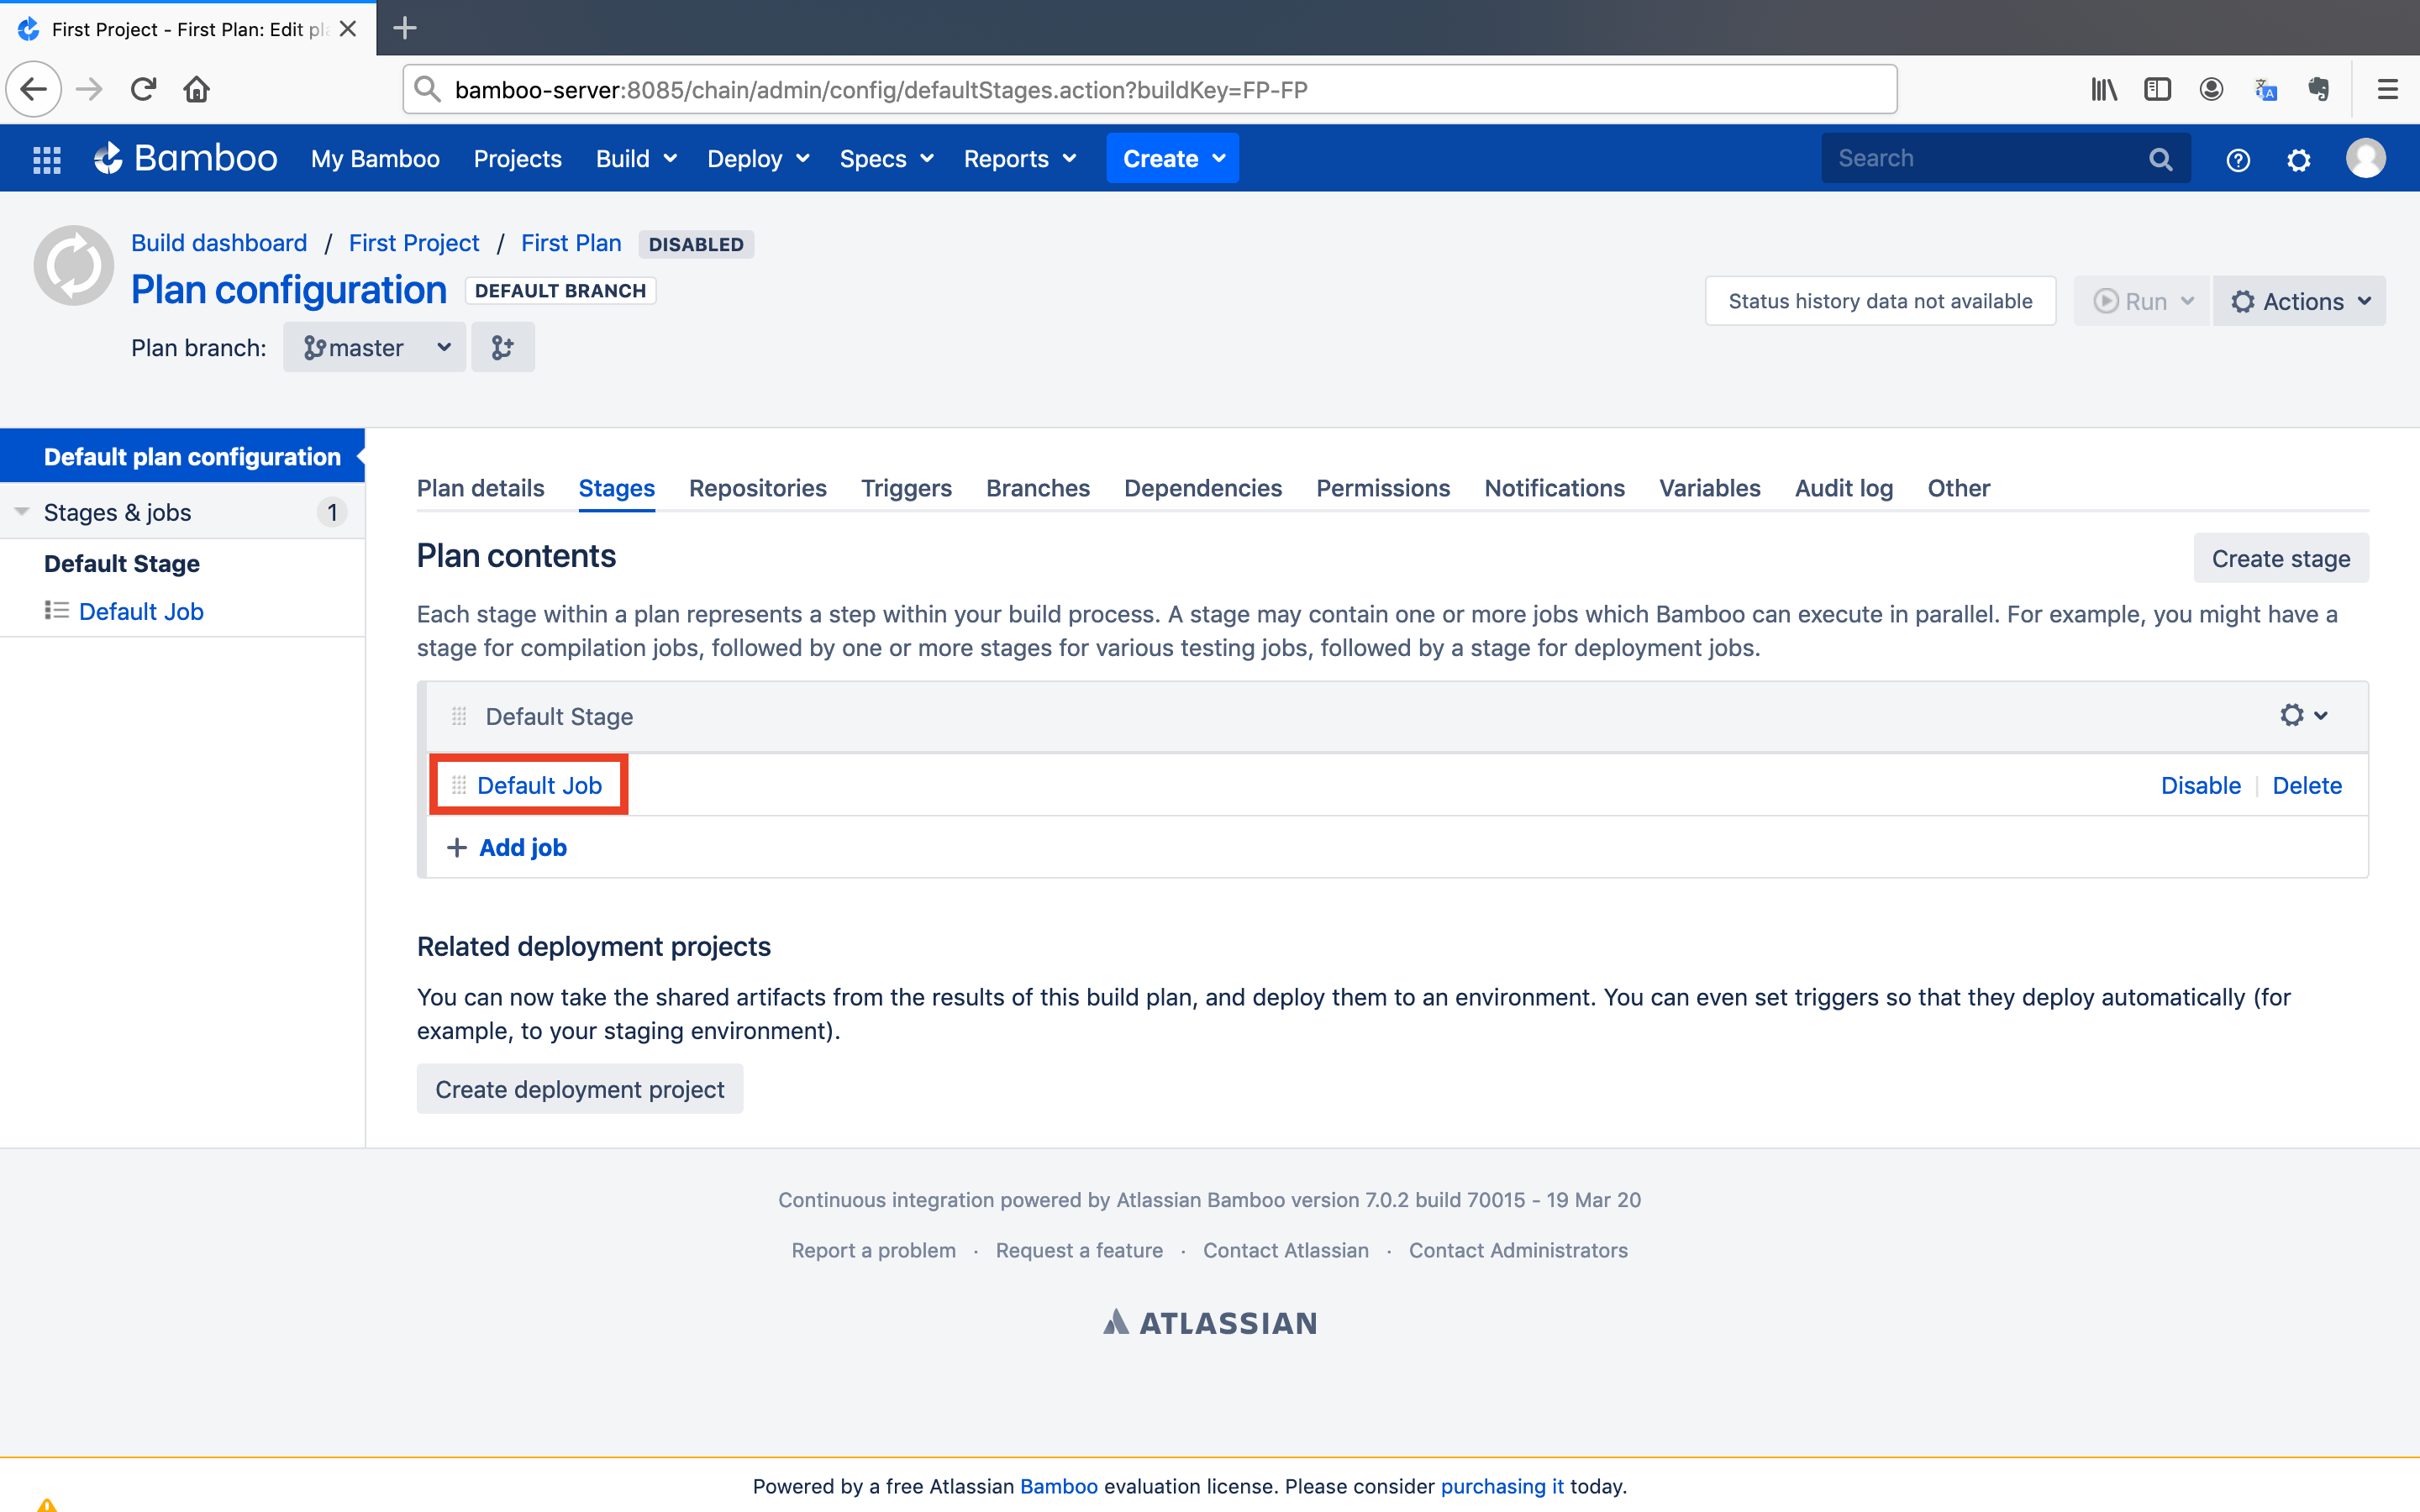 First Project - First Plan: Edit pla
bamboo-server:8085/chain/admin/config/defaultStages.action?buildKey=FP-FP
Bamboo My Bamboo Projects Build Deploy Specs Reports Create Search
Build dashboard / First Project / First Plan DISABLED
Plan configuration DEFAULT BRANCH
Status history data not available Run Actions
Plan branch: master
Default plan configuration
Stages & jobs 1
Default Stage
Default Job
Plan details Stages Repositories Triggers Branches Dependencies Permissions Notifications Variables Audit log Other
Plan contents Create stage
Each stage within a plan represents a step within your build process. A stage may contain one or more jobs which Bamboo can execute in parallel. For example, you might have a
stage for compilation jobs, followed by one or more stages for various testing jobs, followed by a stage for deployment jobs.
Default Stage
Default Job Disable Delete
Add job
Related deployment projects
You can now take the shared artifacts from the results of this build plan, and deploy them to an environment. You can even set triggers so that they deploy automatically (for
example, to your staging environment).
Create deployment project
Continuous integration powered by Atlassian Bamboo version 7.0.2 build 70015 - 19 Mar 20
Report a problem · Request a feature · Contact Atlassian · Contact Administrators
ATLASSIAN
Powered by a free Atlassian Bamboo evaluation license. Please consider purchasing it today.